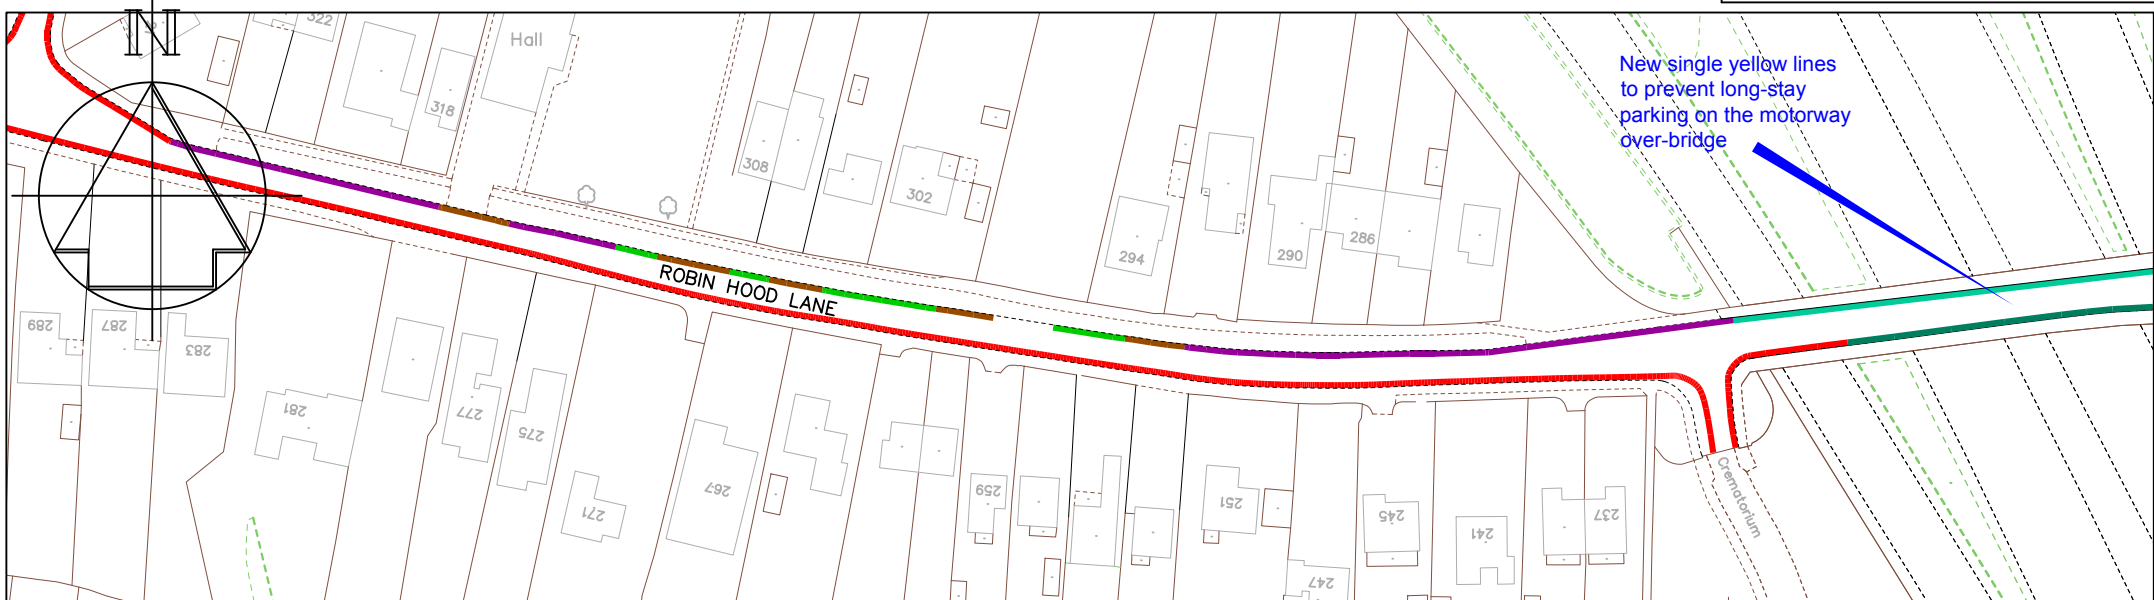 N
322
318
Hall
308
302
294
290
286
New single yellow lines
to prevent long-stay
parking on the motorway
over-bridge
ROBIN HOOD LANE
289
287
283
281
277
275
271
267
259
251
247
245
241
237
Crematorium